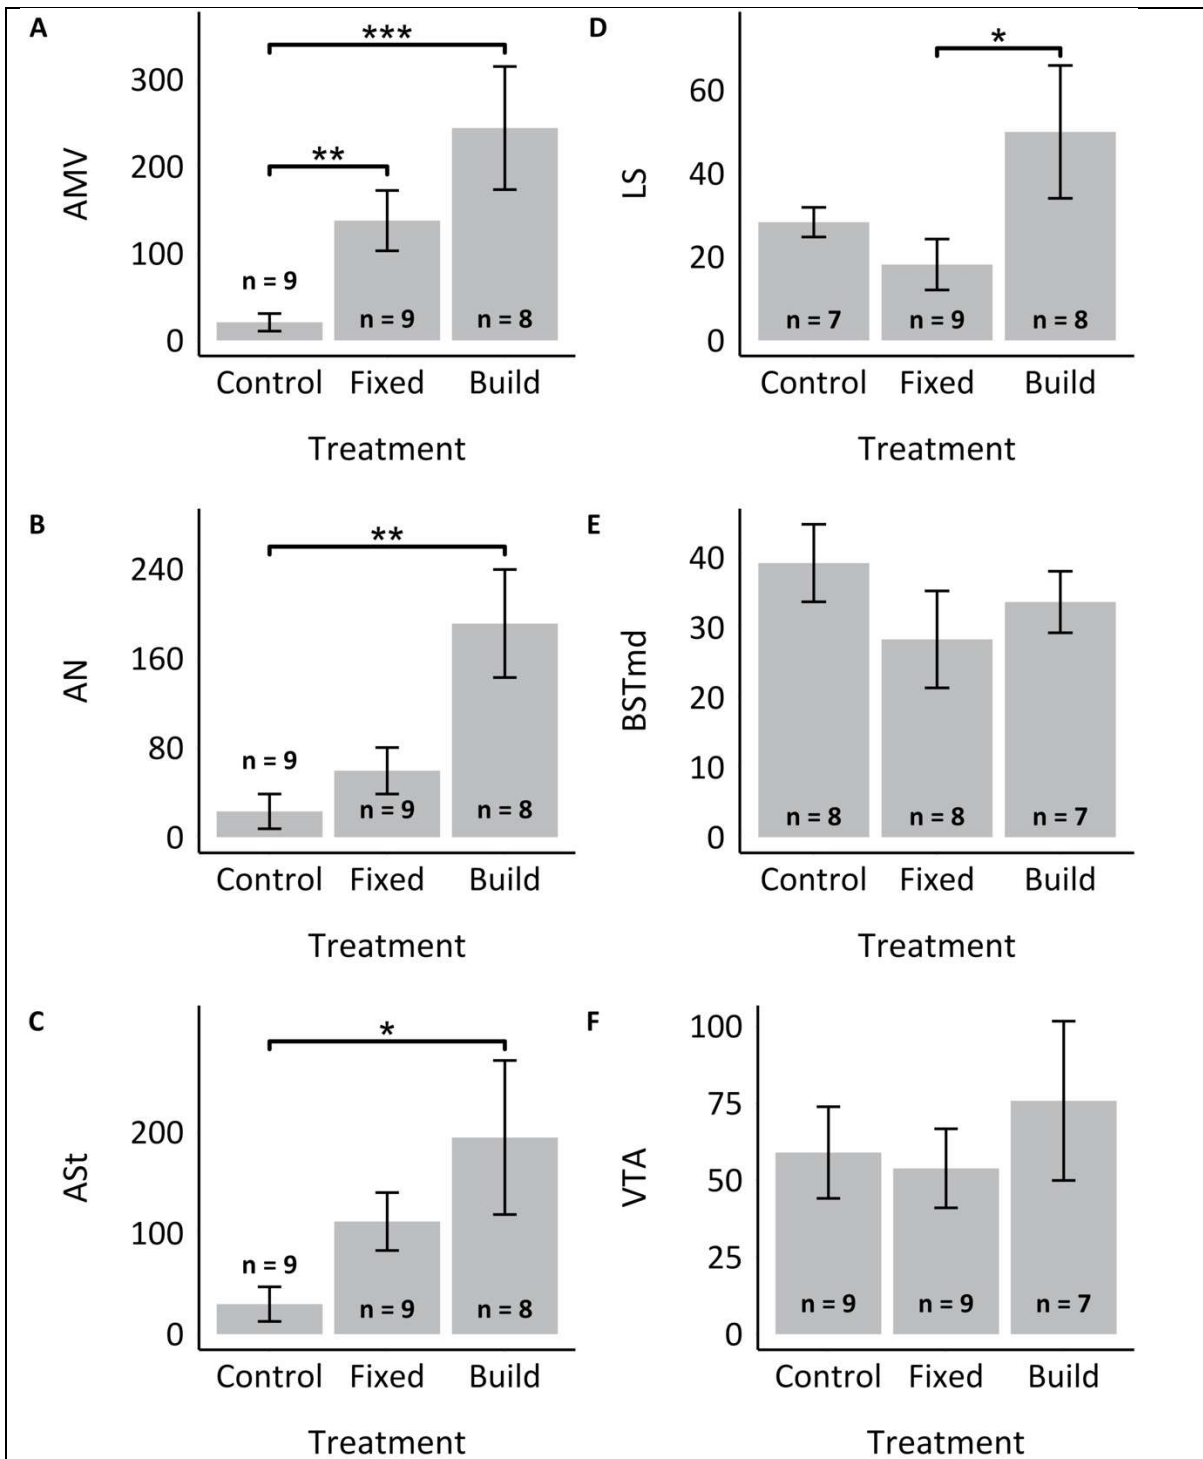 A
AMV
300
200
100
0
***
**
n = 9
n = 9
n = 8
Control Fixed Build
Treatment
D
LS
60
40
20
0
*
n = 7
n = 9
n = 8
Control Fixed Build
Treatment
B
AN
240
160
80
0
**
n = 9
n = 9
n = 8
Control Fixed Build
Treatment
E
BSTmd
40
30
20
10
0
n = 8
n = 8
n = 7
Control Fixed Build
Treatment
C
ASt
200
100
0
*
n = 9
n = 9
n = 8
Control Fixed Build
Treatment
F
VTA
100
75
50
25
0
n = 9
n = 9
n = 7
Control Fixed Build
Treatment